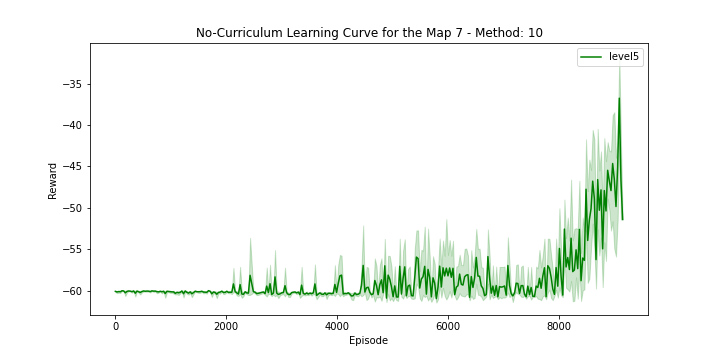 No-Curriculum Learning Curve for the Map 7 - Method: 10
level5
−35
−40
−45
−50
−55
−60
Reward
0
2000
4000
6000
8000
Episode